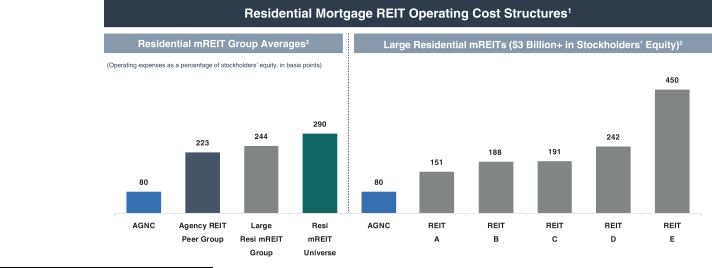 Residential Mortgage REIT Operating Cost Structures¹
Residential mREIT Group Averages²
Large Residential mREITs ($3 Billion+ in Stockholders' Equity)²
(Operating expenses as a percentage of stockholders' equity, in basis points)
80
223
244
290
80
151
188
191
242
450
AGNC
Agency REIT
Peer Group
Large
Resi mREIT
Group
Resi
mREIT
Universe
AGNC
REIT
A
REIT
B
REIT
C
REIT
D
REIT
E